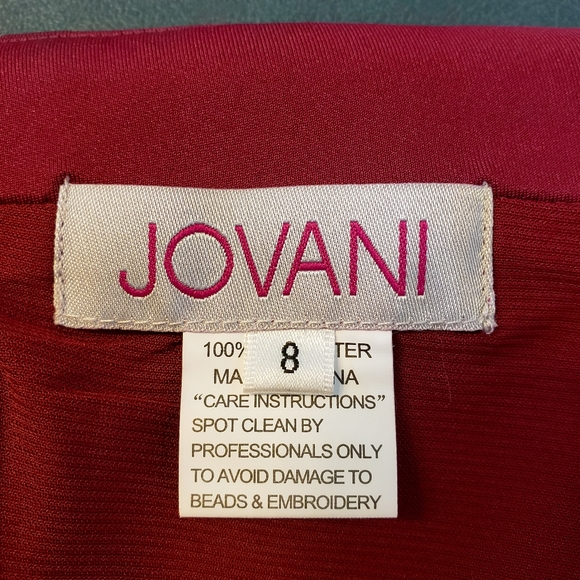 JOVANI
8
100% TER
MA NA
“CARE INSTRUCTIONS”
SPOT CLEAN BY
PROFESSIONALS ONLY
TO AVOID DAMAGE TO
BEADS & EMBROIDERY